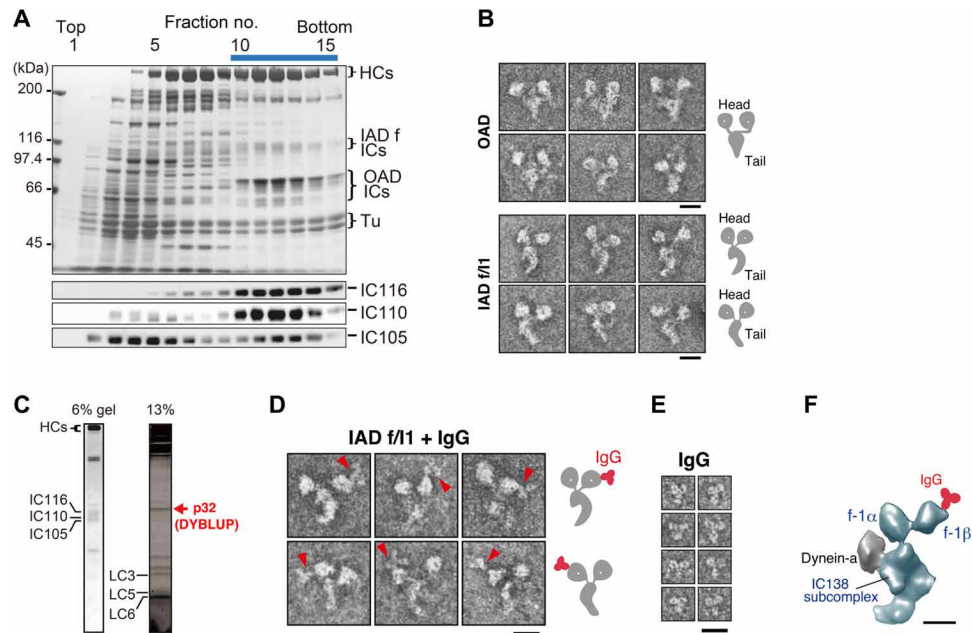 A
Top
Fraction no.
Bottom
1
5
10
15
(kDa)
200
116
97.4
66
45
HCs
IAD f
ICs
OAD
ICs
Tu
IC116
IC110
IC105
B
OAD
Head
Tail
IAD f/I1
Head
Tail
Head
Tail
C
6% gel
13%
HCs
IC116
IC110
IC105
p32
(DYBLUP)
LC3
LC5
LC6
D
IAD f/I1 + IgG
IgG
E
IgG
F
IgG
f-1α
f-1β
Dynein-a
IC138
subcomplex